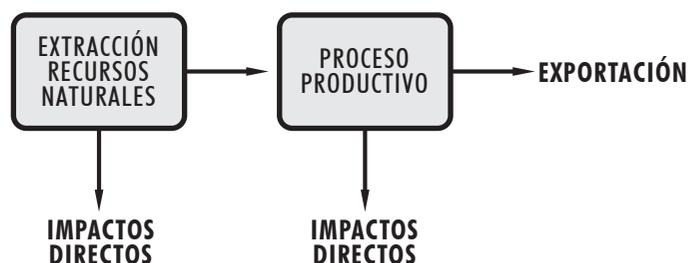 EXTRACCIÓN
RECURSOS
NATURALES
PROCESO
PRODUCTIVO
EXPORTACIÓN
IMPACTOS
DIRECTOS
IMPACTOS
DIRECTOS